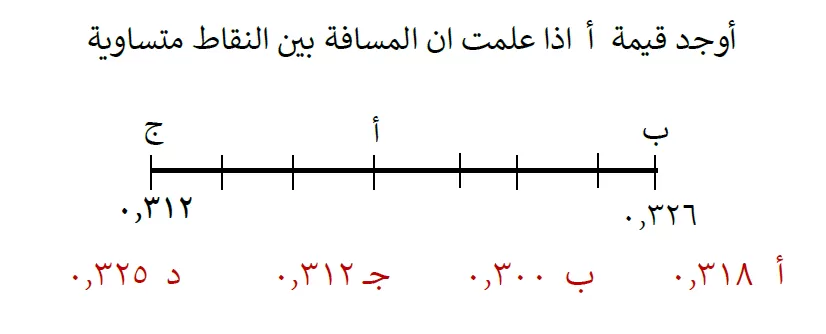 أوجد قيمة أ اذا علمت ان المسافة بين النقاط متساوية
ب أ ج
٠,٣٢٦ ٠,٣١٢
أ ٠,٣١٨ ب ٠,٣٠٠ جـ ٠,٣١٢ د ٠,٣٢٥